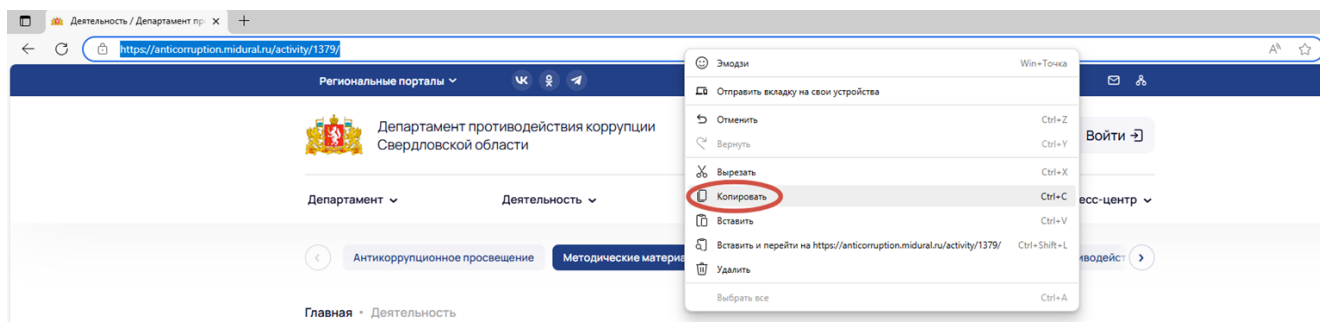 Деятельность / Департамент пр
https://anticorruption.midural.ru/activity/1379/
Региональные порталы
Департамент противодействия коррупции
Свердловской области
Войти
Департамент
Деятельность
есс-центр
Антикоррупционное просвещение
Методические материа
иводейст
Главная • Деятельность
Эмодзи Win+Точка
Отправить вкладку на свои устройства
Отменить Ctrl+Z
Вернуть Ctrl+Y
Вырезать Ctrl+X
Копировать Ctrl+C
Вставить Ctrl+V
Вставить и перейти на https://anticorruption.midural.ru/activity/1379/ Ctrl+Shift+L
Удалить
Выбрать все Ctrl+A